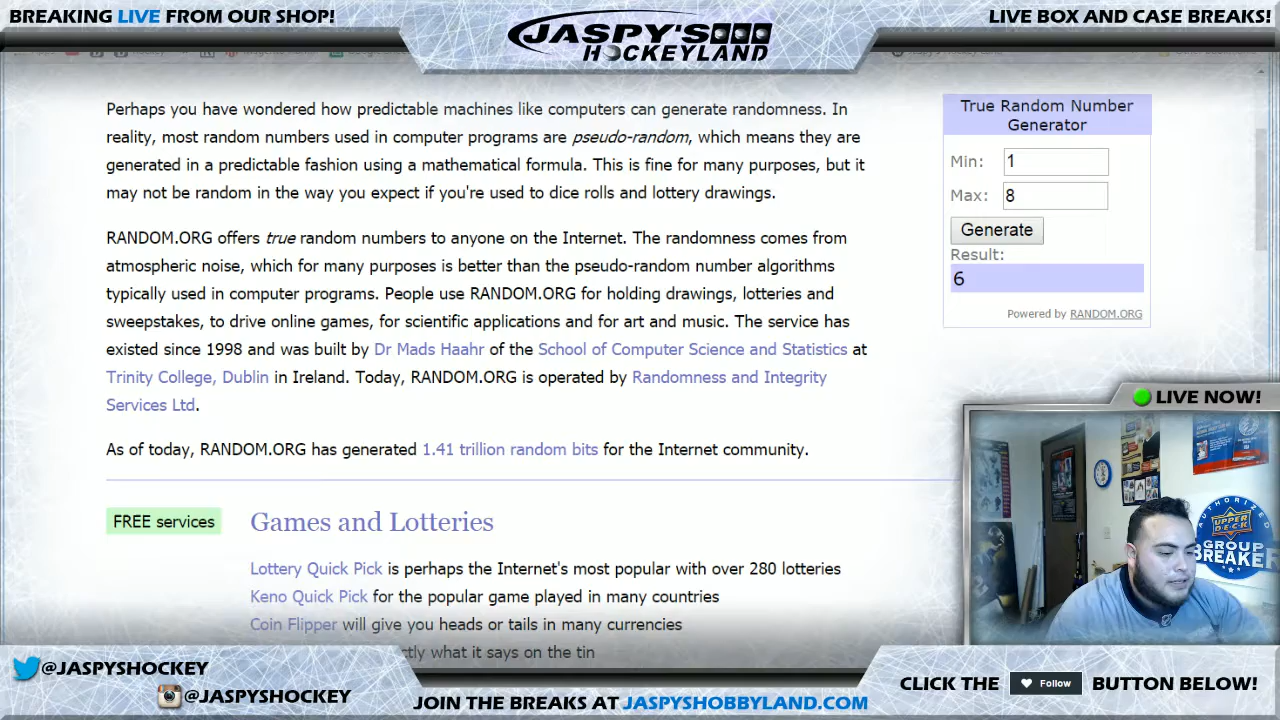 BREAKING LIVE FROM OUR SHOP!
JASPY'S
HOCKEYLAND
LIVE BOX AND CASE BREAKS!
Perhaps you have wondered how predictable machines like computers can generate randomness. In
reality, most random numbers used in computer programs are pseudo-random, which means they are
generated in a predictable fashion using a mathematical formula. This is fine for many purposes, but it
may not be random in the way you expect if you're used to dice rolls and lottery drawings.
RANDOM.ORG offers true random numbers to anyone on the Internet. The randomness comes from
atmospheric noise, which for many purposes is better than the pseudo-random number algorithms
typically used in computer programs. People use RANDOM.ORG for holding drawings, lotteries and
sweepstakes, to drive online games, for scientific applications and for art and music. The service has
existed since 1998 and was built by Dr Mads Haahr of the School of Computer Science and Statistics at
Trinity College, Dublin in Ireland. Today, RANDOM.ORG is operated by Randomness and Integrity
Services Ltd.
As of today, RANDOM.ORG has generated 1.41 trillion random bits for the Internet community.
True Random Number
Generator
Min: 1
Max: 8
Generate
Result:
6
Powered by RANDOM.ORG
FREE services
Games and Lotteries
Lottery Quick Pick is perhaps the Internet's most popular with over 280 lotteries
Keno Quick Pick for the popular game played in many countries
Coin Flipper will give you heads or tails in many currencies
what it says on the tin
LIVE NOW!
AUTHORIZED
UPPER
DECK
GROUP
BREAKER
@JASPYSHOCKEY
@JASPYSHOCKEY
JOIN THE BREAKS AT JASPYSHOBBYLAND.COM
CLICK THE Follow BUTTON BELOW!